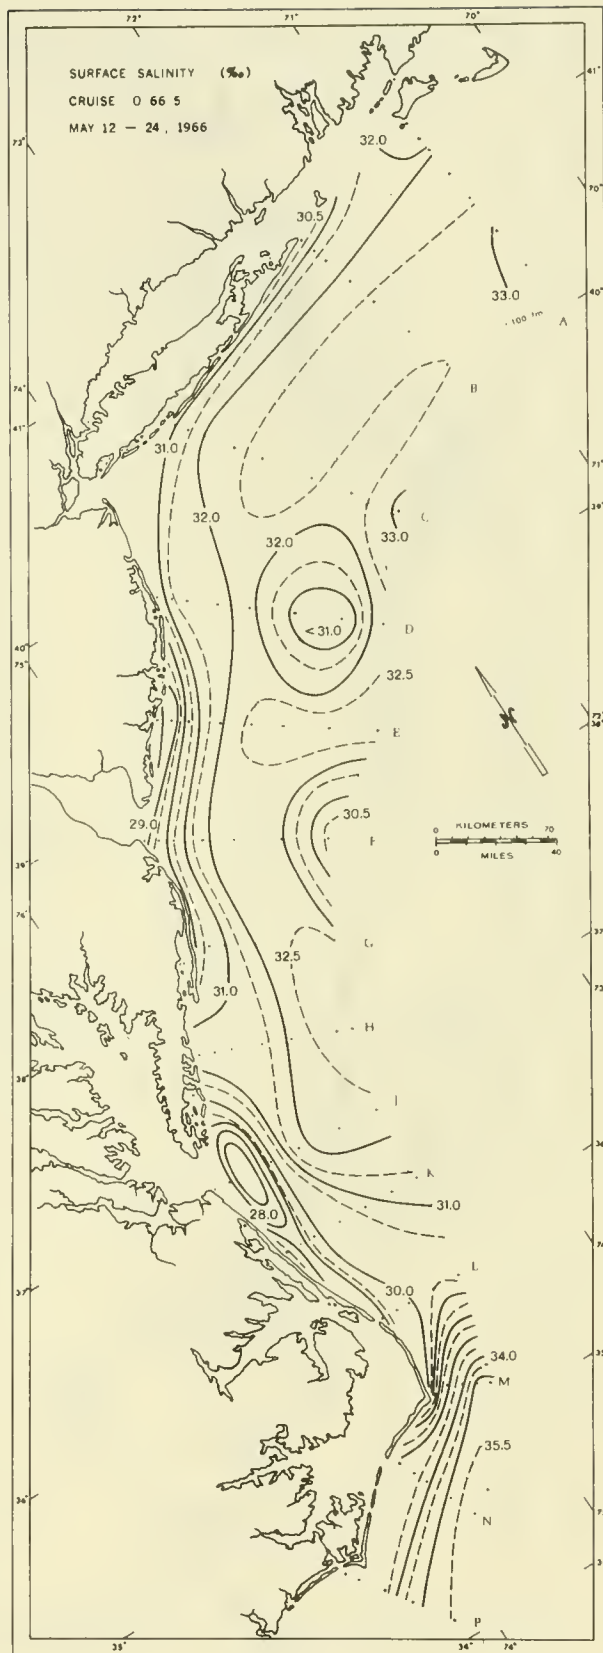 72°
71°
70°
SURFACE SALINITY (‰)
CRUISE O 66 5
MAY 12 – 24, 1966
41°
73°
32.0
70°
30.5
33.0
40°
100 fm
A
74°
B
41°
31.0
71°
32.0
39°
32.0
33.0
C
<31.0
D
40°
75°
32.5
E
72°
38°
29.0
30.5
F
KILOMETERS
0 70
0 40
MILES
39°
76°
32.5
G
37°
73°
31.0
H
38°
I
36°
K
28.0
31.0
74°
L
37°
30.0
34.0
35°
M
35.5
36°
N
P
35°
34°
74°